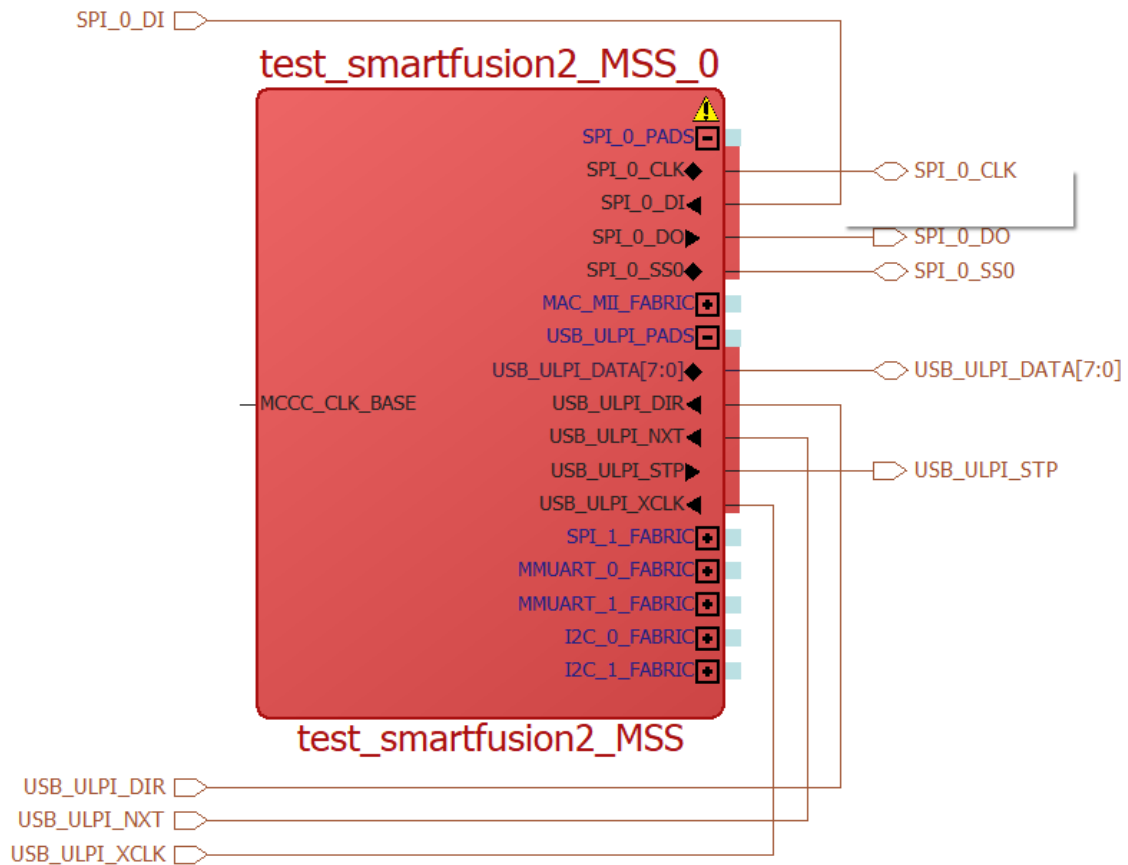 SPI_0_DI
test_smartfusion2_MSS_0
SPI_0_PADS
SPI_0_CLK
SPI_0_CLK
SPI_0_DI
SPI_0_DO
SPI_0_DO
SPI_0_SS0
SPI_0_SS0
MAC_MII_FABRIC
USB_ULPI_PADS
USB_ULPI_DATA[7:0]
USB_ULPI_DATA[7:0]
MCCC_CLK_BASE
USB_ULPI_DIR
USB_ULPI_NXT
USB_ULPI_STP
USB_ULPI_STP
USB_ULPI_XCLK
SPI_1_FABRIC
MMUART_0_FABRIC
MMUART_1_FABRIC
I2C_0_FABRIC
I2C_1_FABRIC
test_smartfusion2_MSS
USB_ULPI_DIR
USB_ULPI_NXT
USB_ULPI_XCLK